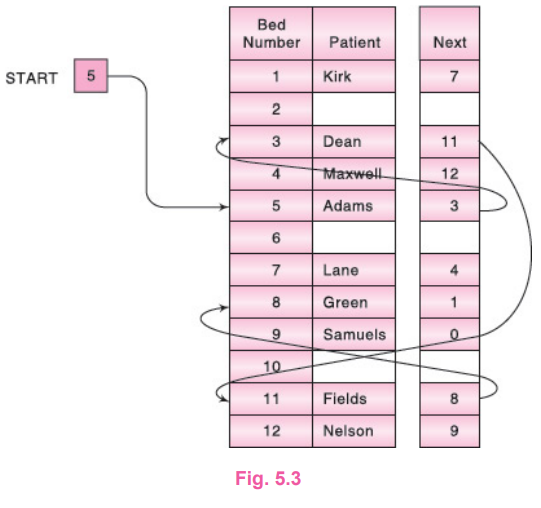 Bed
Number Patient Next
START 5 1 Kirk 7
2
3 Dean 11
4 Maxwell 12
5 Adams 3
6
7 Lane 4
8 Green 1
9 Samuels 0
10
11 Fields 8
12 Nelson 9
Fig. 5.3